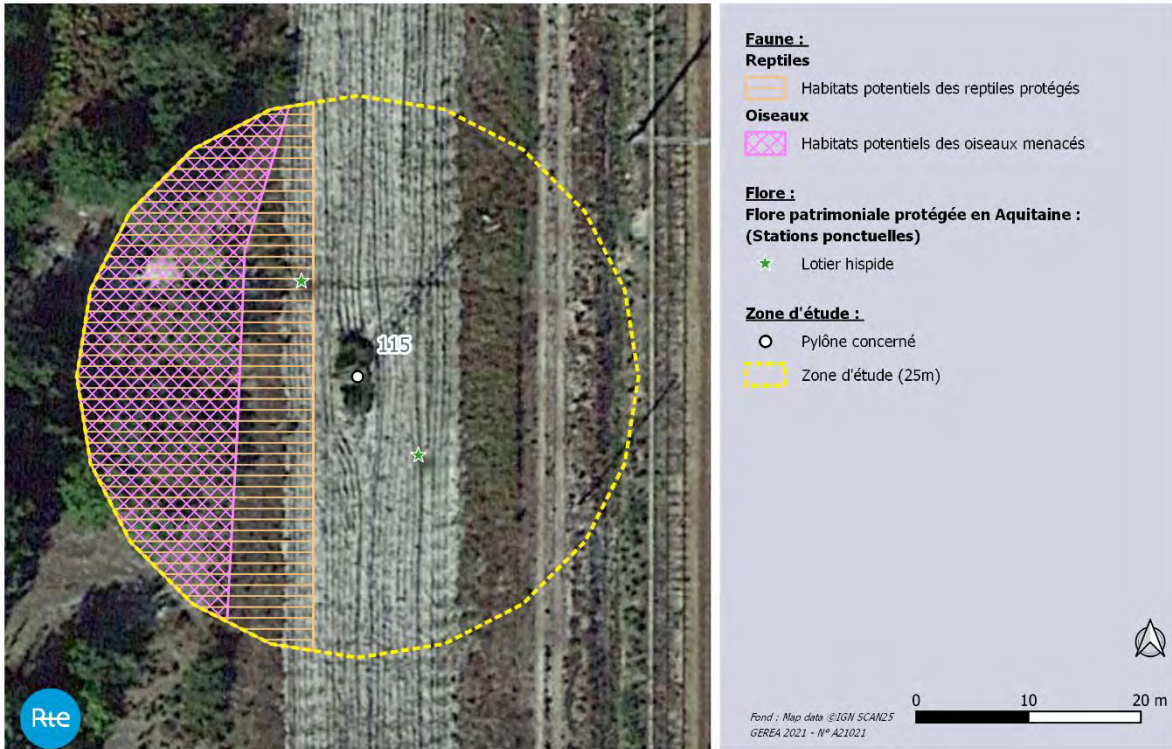 115
Rte
Faune :
Reptiles
Habitats potentiels des reptiles protégés
Oiseaux
Habitats potentiels des oiseaux menacés
Flore :
Flore patrimoniale protégée en Aquitaine :
(Stations ponctuelles)
Lotier hispide
Zone d'étude :
Pylône concerné
Zone d'étude (25m)
0 10 20 m
Fond : Map data ©IGN SCAN25
GEREA 2021 - N° A21021